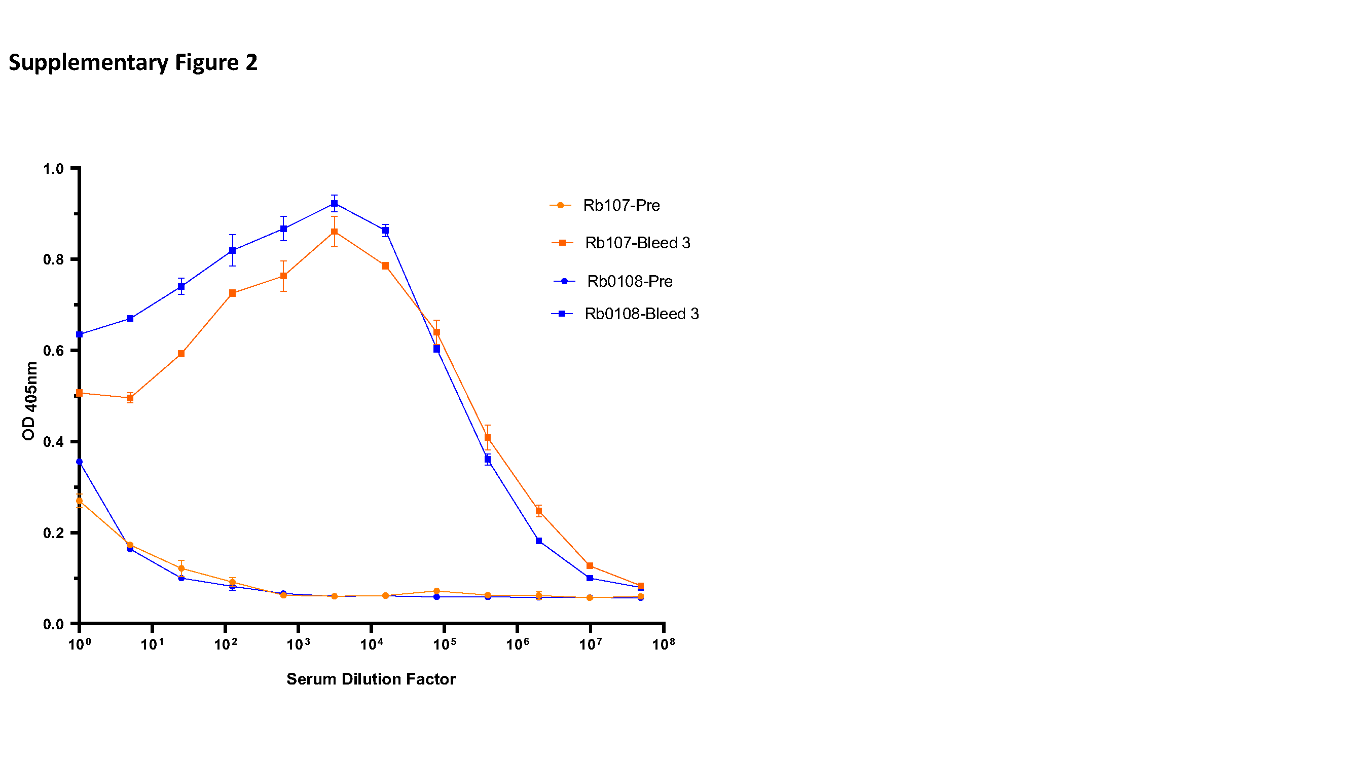 Supplementary Figure 2
1.0
0.8
0.6
0.4
0.2
0.0
OD 405nm
10⁰ 10¹ 10² 10³ 10⁴ 10⁵ 10⁶ 10⁷ 10⁸
Serum Dilution Factor
Rb107-Pre
Rb107-Bleed 3
Rb0108-Pre
Rb0108-Bleed 3